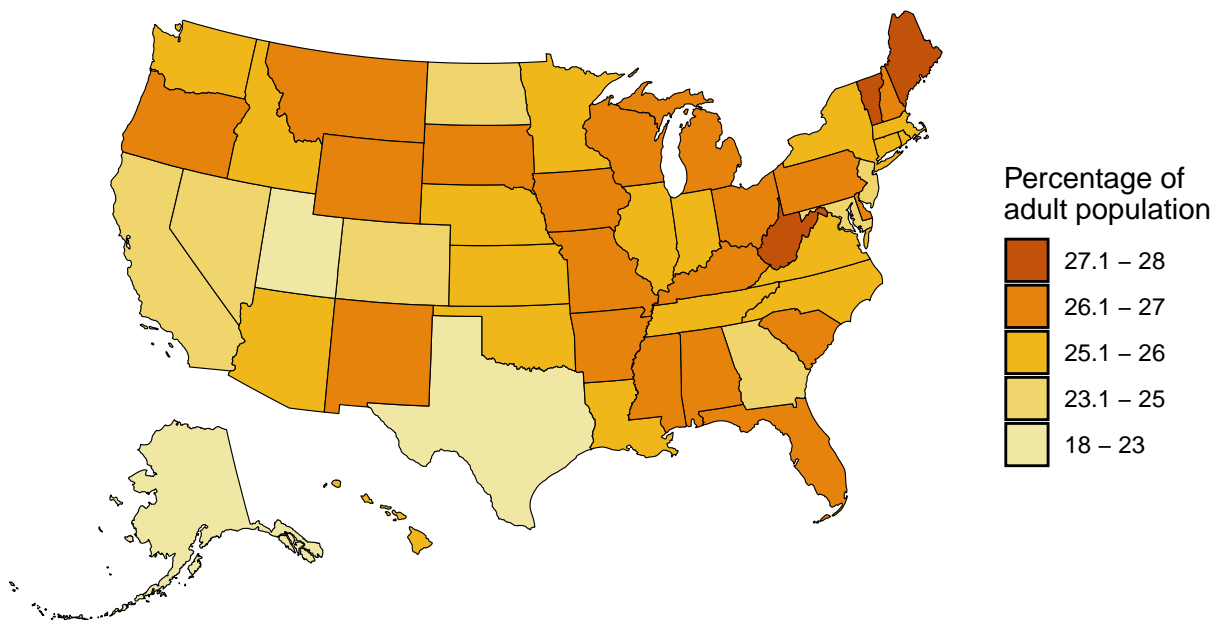 Percentage of
adult population
27.1 – 28
26.1 – 27
25.1 – 26
23.1 – 25
18 – 23